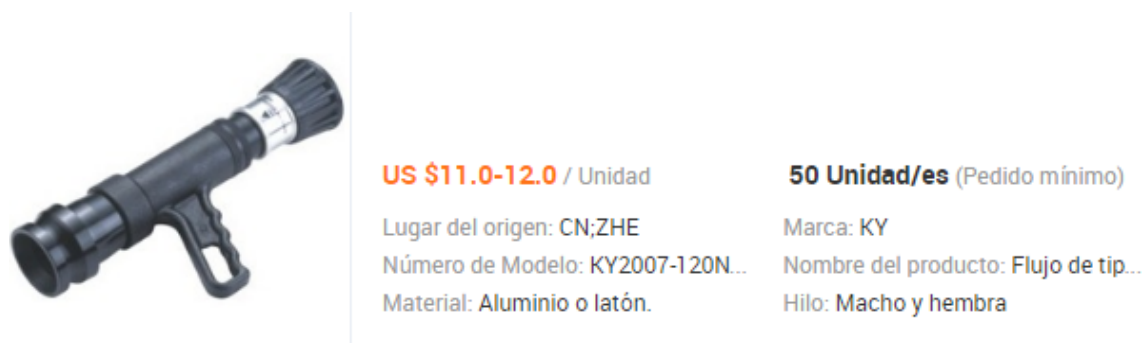 US $11.0-12.0 / Unidad
50 Unidad/es (Pedido mínimo)
Lugar del origen: CN;ZHE
Marca: KY
Número de Modelo: KY2007-120N...
Nombre del producto: Flujo de tip...
Material: Aluminio o latón.
Hilo: Macho y hembra